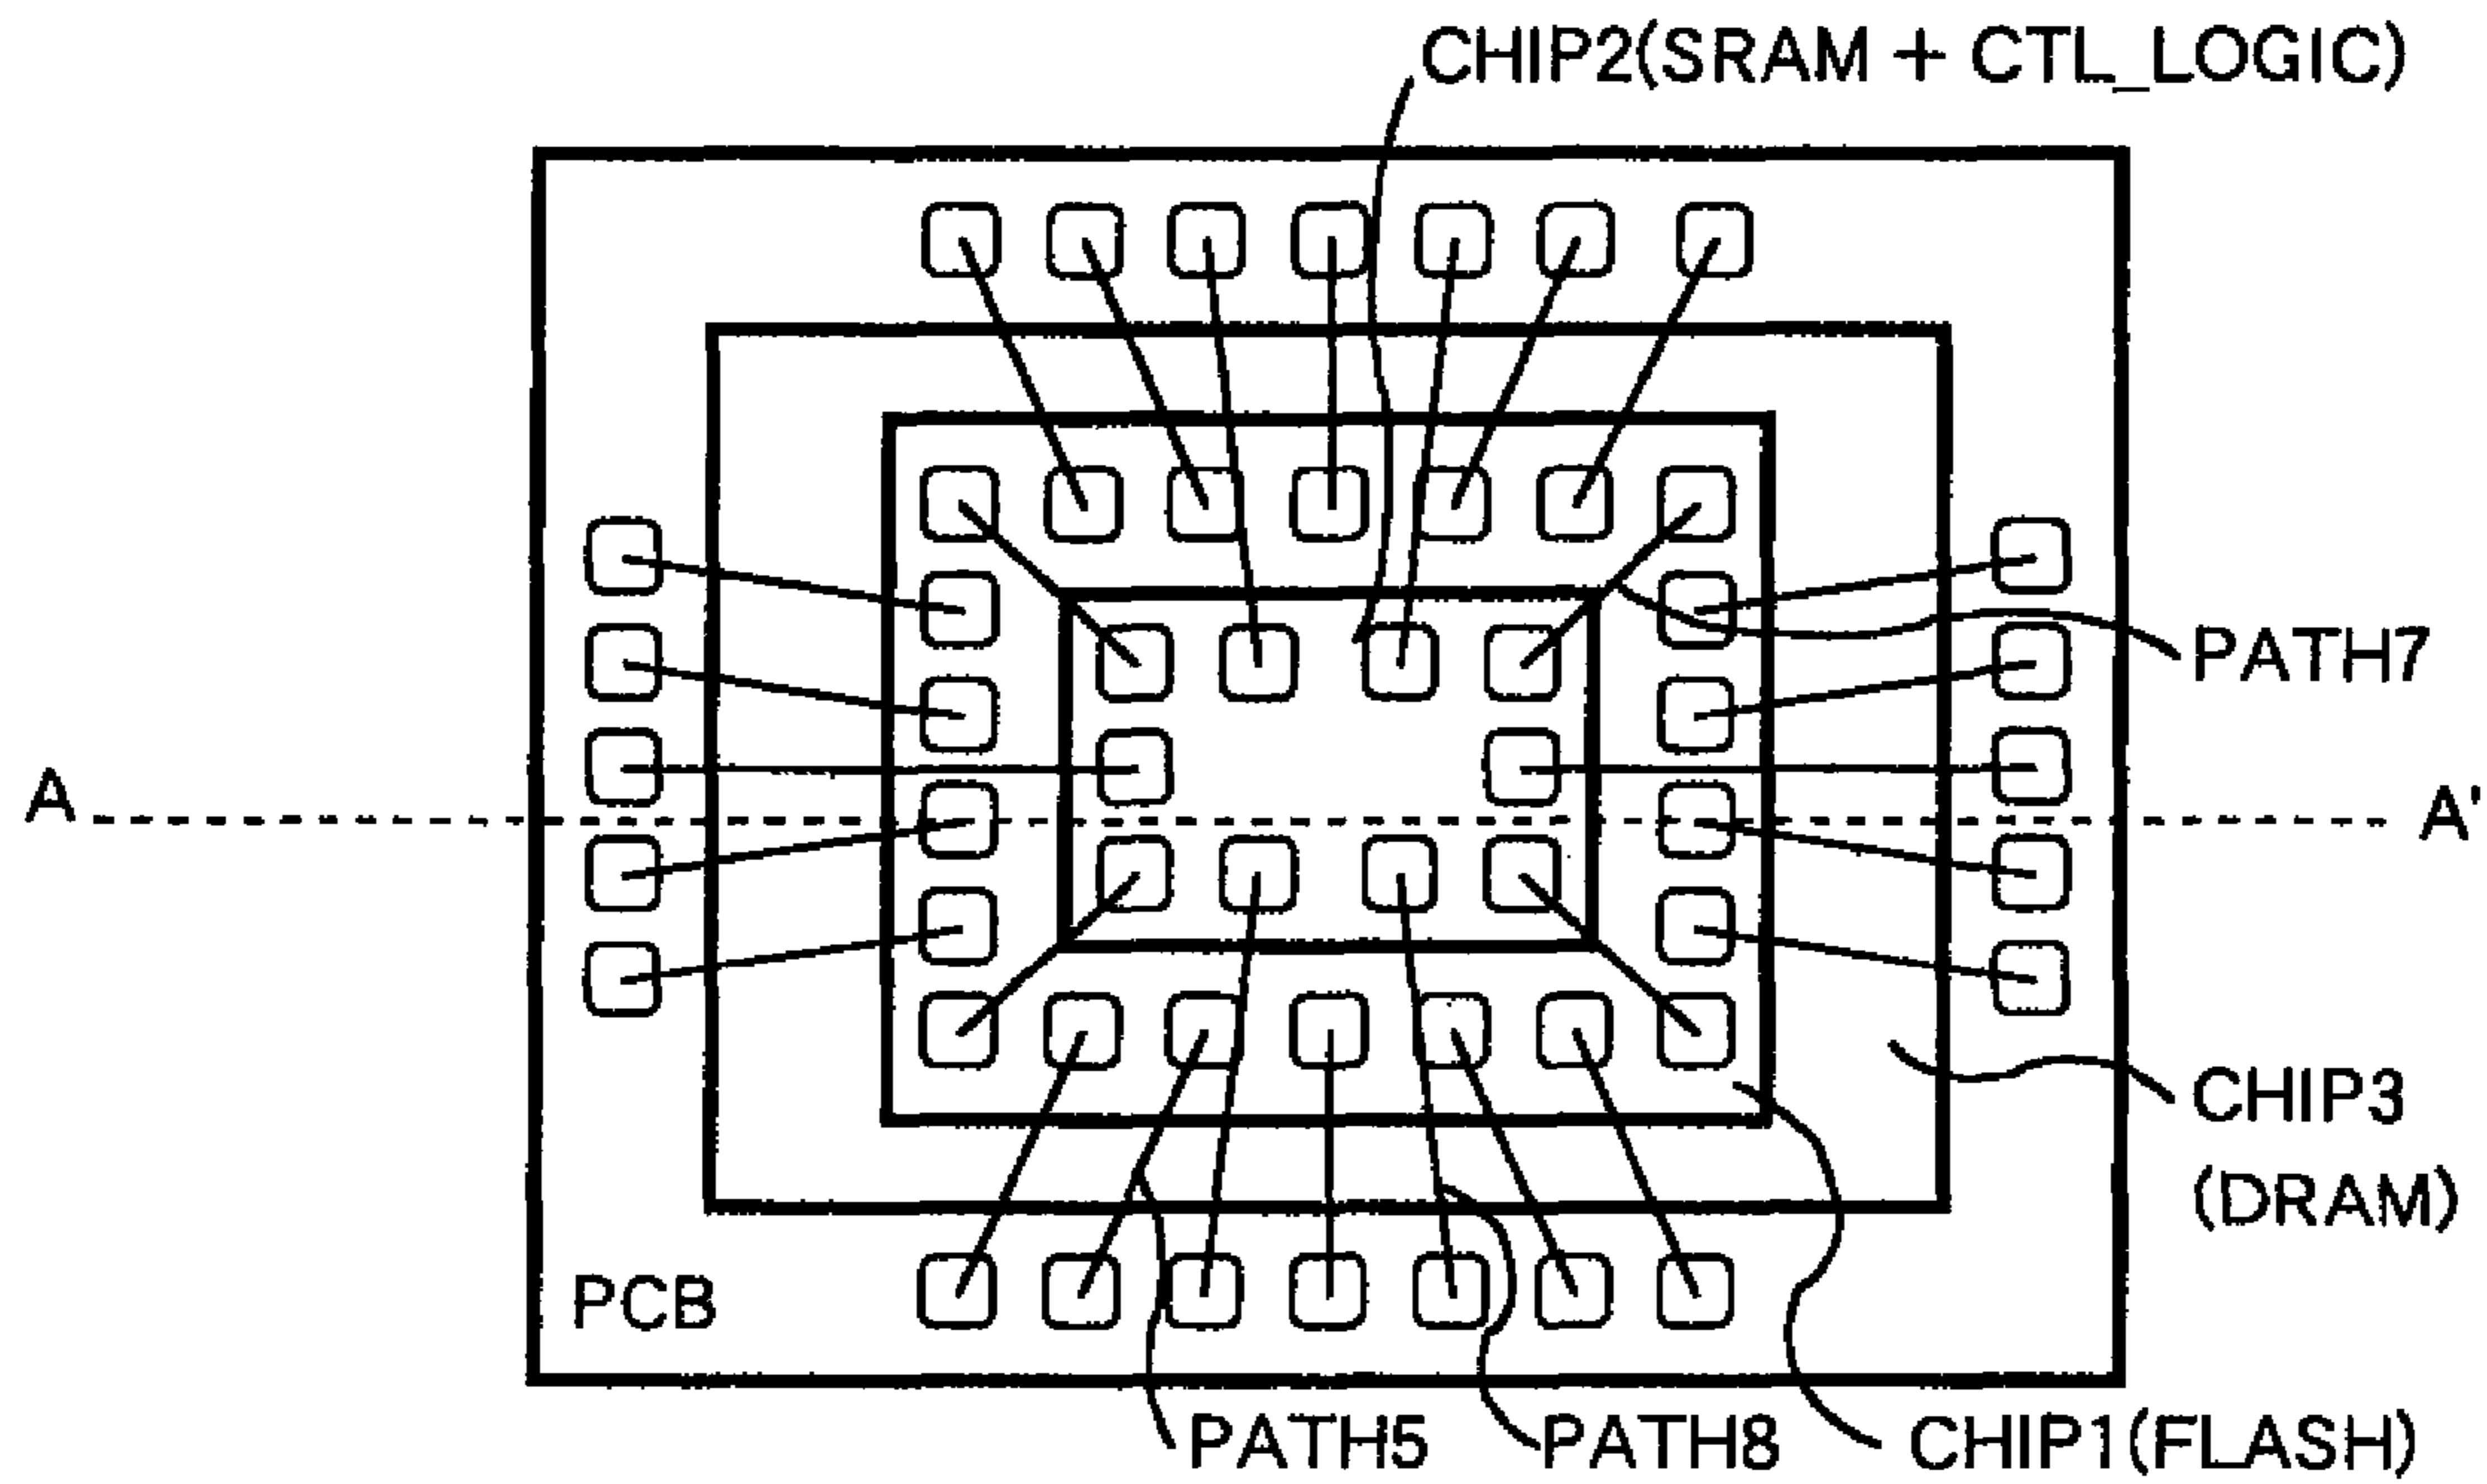 CHIP2(SRAM + CTL_LOGIC)
PATH7
A
A'
CHIP3
(DRAM)
PCB
PATH5
PATH8
CHIP1(FLASH)